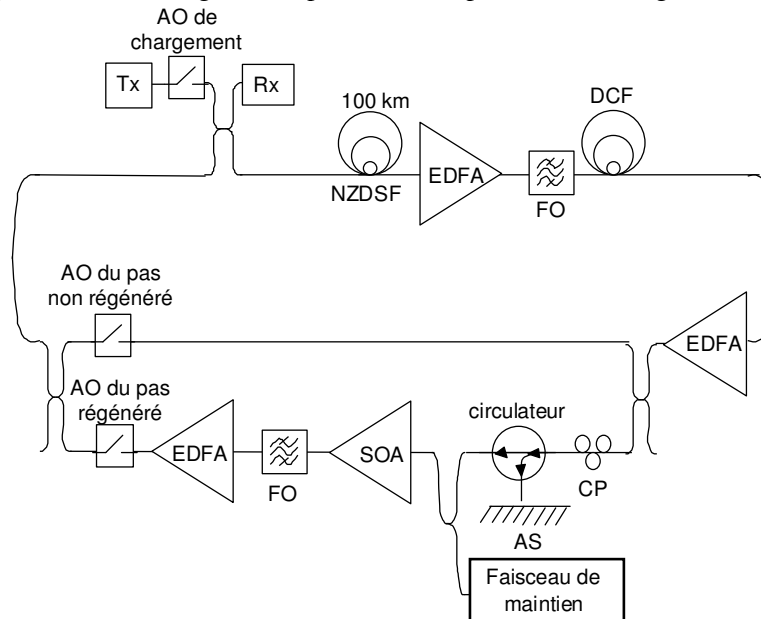 AO de
chargement
Tx
Rx
100 km
NZDSF
EDFA
FO
DCF
AO du pas
non régénéré
EDFA
AO du pas
régénéré
EDFA
FO
SOA
circulateur
CP
AS
Faisceau de
maintien